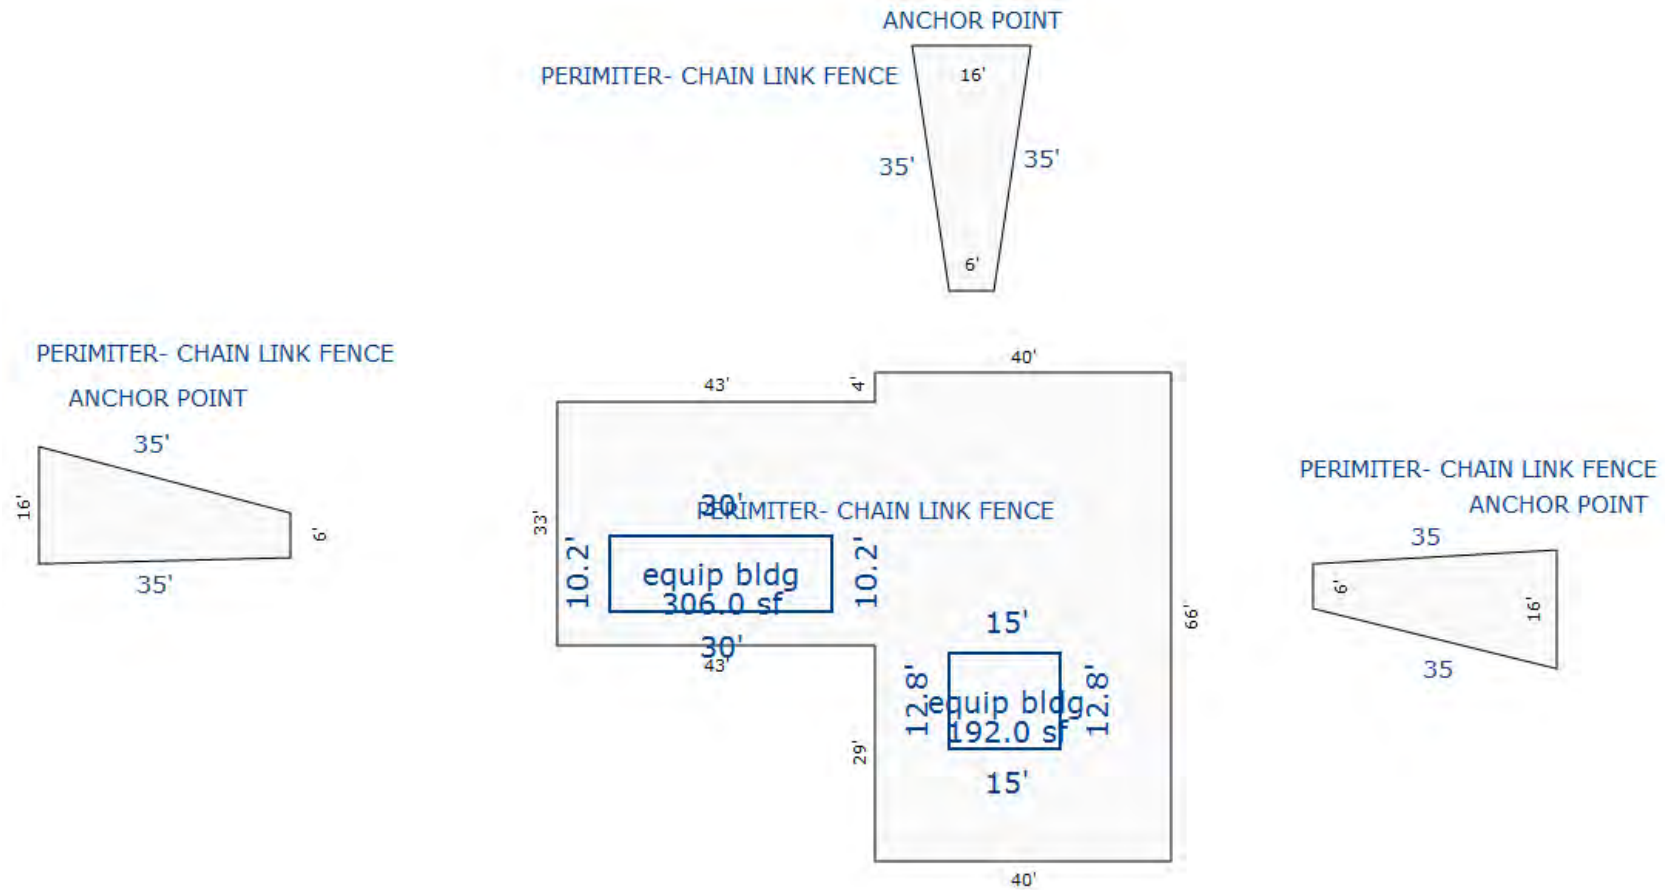 ANCHOR POINT
PERIMITER- CHAIN LINK FENCE
16'
35'
35'
6'
PERIMITER- CHAIN LINK FENCE
ANCHOR POINT
35'
16'
6'
35'
40'
43'
4'
33'
30'
PERIMITER- CHAIN LINK FENCE
10.2'
equip bldg
306.0 sf
10.2'
30'
43'
66'
15'
12.8'
equip bldg
192.0 sf
12.8'
29'
15'
40'
PERIMITER- CHAIN LINK FENCE
ANCHOR POINT
35
6'
16'
35